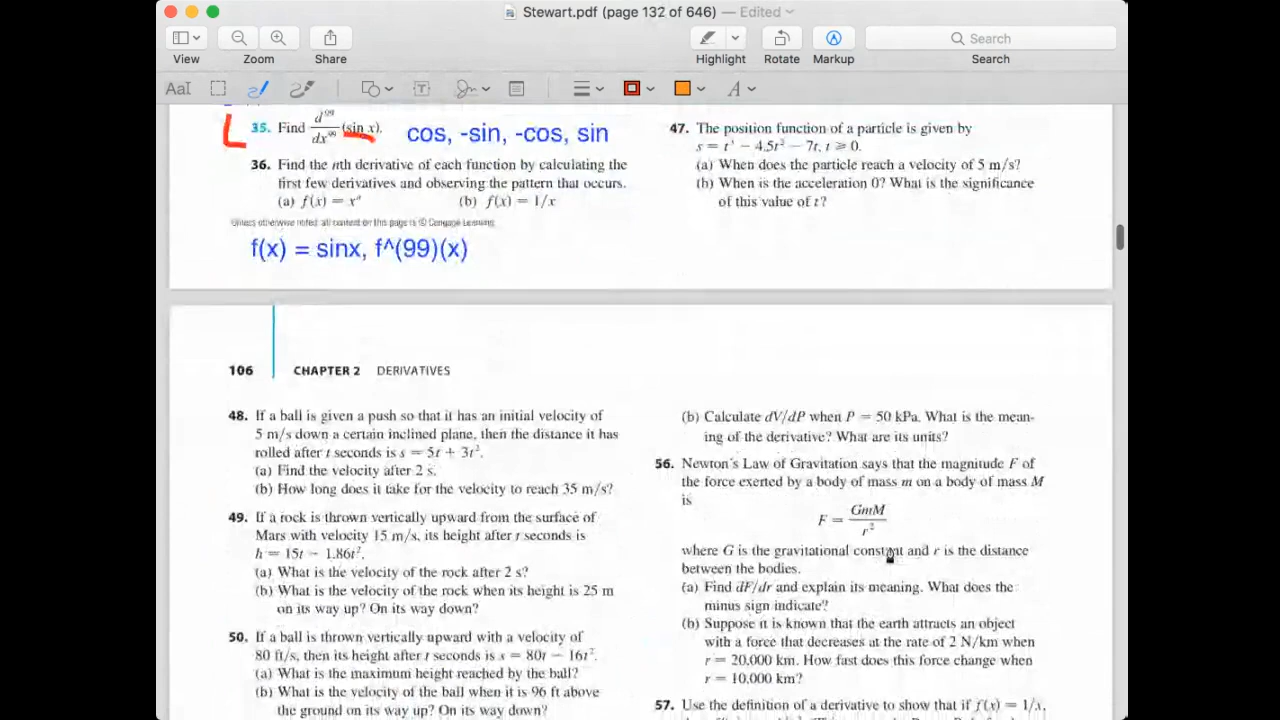 Stewart.pdf (page 132 of 646) — Edited
View Zoom Share Highlight Rotate Markup Search
Search
AaI T A
35. Find d⁹⁹/dx⁹⁹ (sin x).
cos, -sin, -cos, sin
36. Find the nth derivative of each function by calculating the
first few derivatives and observing the pattern that occurs.
(a) f(x) = xⁿ (b) f(x) = 1/x
Unless otherwise noted, all content on this page is © Cengage Learning.
f(x) = sinx, f^(99)(x)
47. The position function of a particle is given by
s = t³ − 4.5t² − 7t, t ⩾ 0.
(a) When does the particle reach a velocity of 5 m/s?
(b) When is the acceleration 0? What is the significance
of this value of t?
106 CHAPTER 2 DERIVATIVES
48. If a ball is given a push so that it has an initial velocity of
5 m/s down a certain inclined plane, then the distance it has
rolled after t seconds is s = 5t + 3t².
(a) Find the velocity after 2 s.
(b) How long does it take for the velocity to reach 35 m/s?
49. If a rock is thrown vertically upward from the surface of
Mars with velocity 15 m/s, its height after t seconds is
h = 15t − 1.86t².
(a) What is the velocity of the rock after 2 s?
(b) What is the velocity of the rock when its height is 25 m
on its way up? On its way down?
50. If a ball is thrown vertically upward with a velocity of
80 ft/s, then its height after t seconds is s = 80t − 16t².
(a) What is the maximum height reached by the ball?
(b) What is the velocity of the ball when it is 96 ft above
the ground on its way up? On its way down?
(b) Calculate dV/dP when P = 50 kPa. What is the mean-
ing of the derivative? What are its units?
56. Newton's Law of Gravitation says that the magnitude F of
the force exerted by a body of mass m on a body of mass M
is
F = GmM/r²
where G is the gravitational constant and r is the distance
between the bodies.
(a) Find dF/dr and explain its meaning. What does the
minus sign indicate?
(b) Suppose it is known that the earth attracts an object
with a force that decreases at the rate of 2 N/km when
r = 20,000 km. How fast does this force change when
r = 10,000 km?
57. Use the definition of a derivative to show that if f(x) = 1/x,